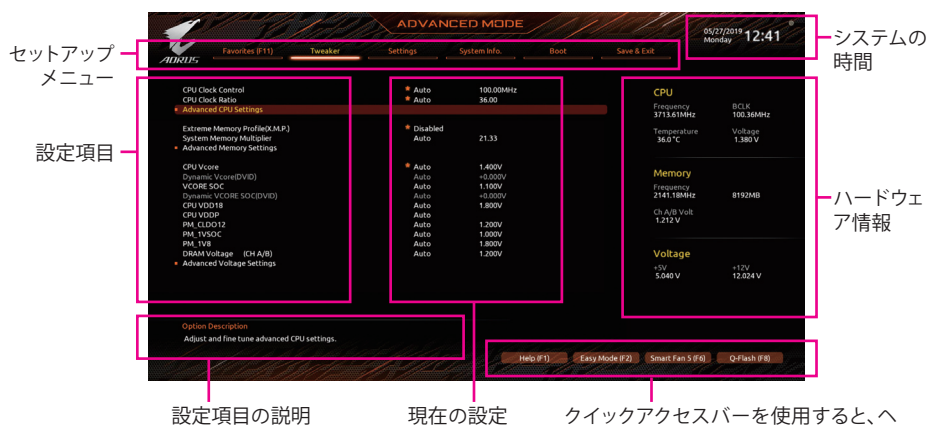 ADVANCED MODE
05/27/2019
Monday
12:41
システムの
時間
セットアップ
メニュー
AORUS
Favorites (F11) Tweaker Settings System Info. Boot Save & Exit
設定項目
CPU Clock Control Auto 100.00MHz
CPU Clock Ratio Auto 36.00
Advanced CPU Settings
Extreme Memory Profile(X.M.P.) Disabled
System Memory Multiplier Auto 21.33
Advanced Memory Settings
CPU Vcore Auto 1.400V
Dynamic Vcore(DVID) Auto +0.000V
VCORE SOC Auto 1.100V
Dynamic VCORE SOC(DVID) Auto +0.000V
CPU VDD18 Auto 1.800V
CPU VDDP Auto
PM_CLDO12 Auto 1.200V
PM_1VSOC Auto 1.000V
PM_1V8 Auto 1.800V
DRAM Voltage (CH A/B) Auto 1.200V
Advanced Voltage Settings
CPU
Frequency BCLK
3713.61MHz 100.36MHz
Temperature Voltage
36.0 °C 1.380 V
Memory
Frequency
2141.18MHz 8192MB
Ch A/B Volt
1.212 V
Voltage
+5V +12V
5.040 V 12.024 V
ハードウェ
ア情報
Option Description
Adjust and fine tune advanced CPU settings.
Help (F1) Easy Mode (F2) Smart Fan 5 (F6) Q-Flash (F8)
設定項目の説明
現在の設定
クイックアクセスバーを使用すると、ヘ